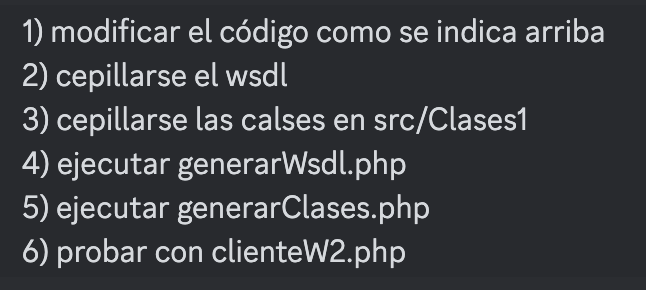 1) modificar el código como se indica arriba
2) cepillarse el wsdl
3) cepillarse las calses en src/Clases1
4) ejecutar generarWsdl.php
5) ejecutar generarClases.php
6) probar con clienteW2.php